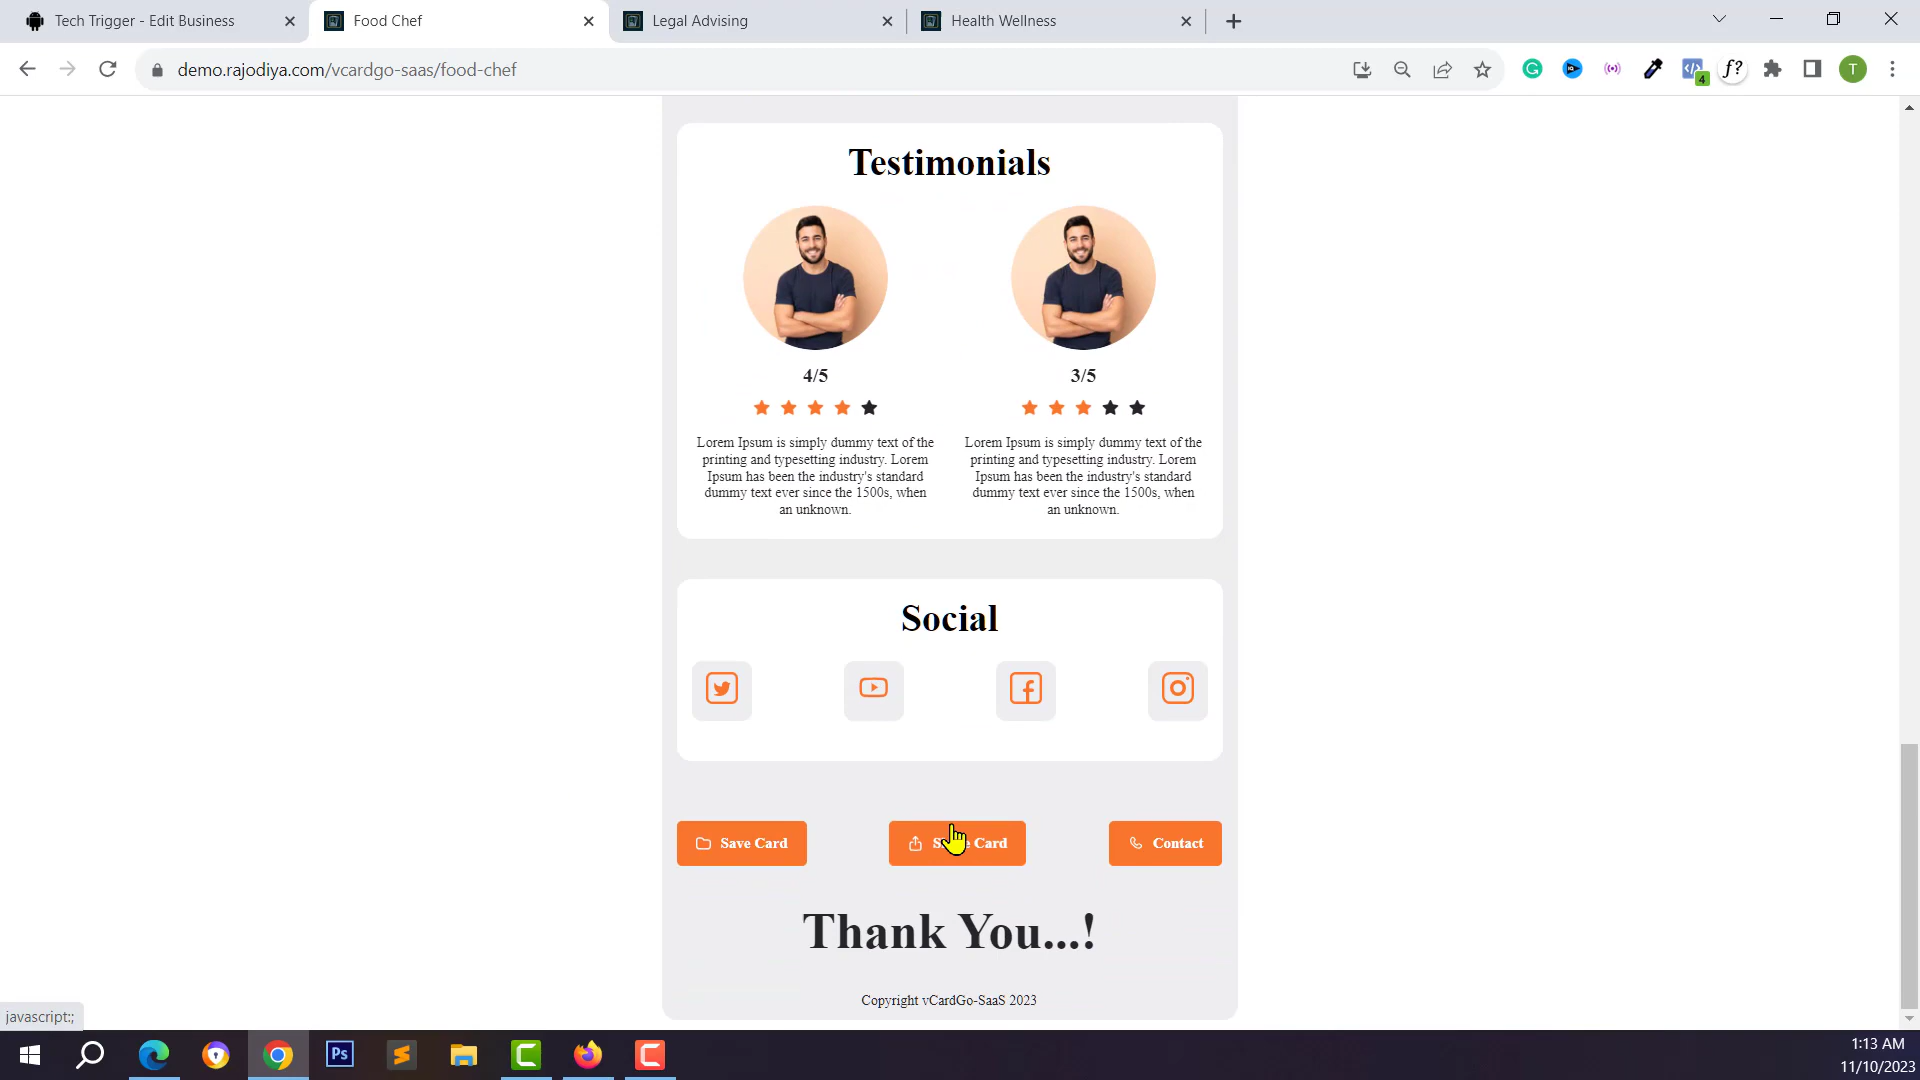 Tech Trigger - Edit Business
Food Chef
Legal Advising
Health Wellness
demo.rajodiya.com/vcardgo-saas/food-chef
4
f?
T
Testimonials
4/5
3/5
Lorem Ipsum is simply dummy text of the
printing and typesetting industry. Lorem
Ipsum has been the industry's standard
dummy text ever since the 1500s, when
an unknown.
Lorem Ipsum is simply dummy text of the
printing and typesetting industry. Lorem
Ipsum has been the industry's standard
dummy text ever since the 1500s, when
an unknown.
Social
Save Card
Card
Contact
Thank You...!
Copyright vCardGo-SaaS 2023
javascript:;
Ps
1:13 AM
11/10/2023